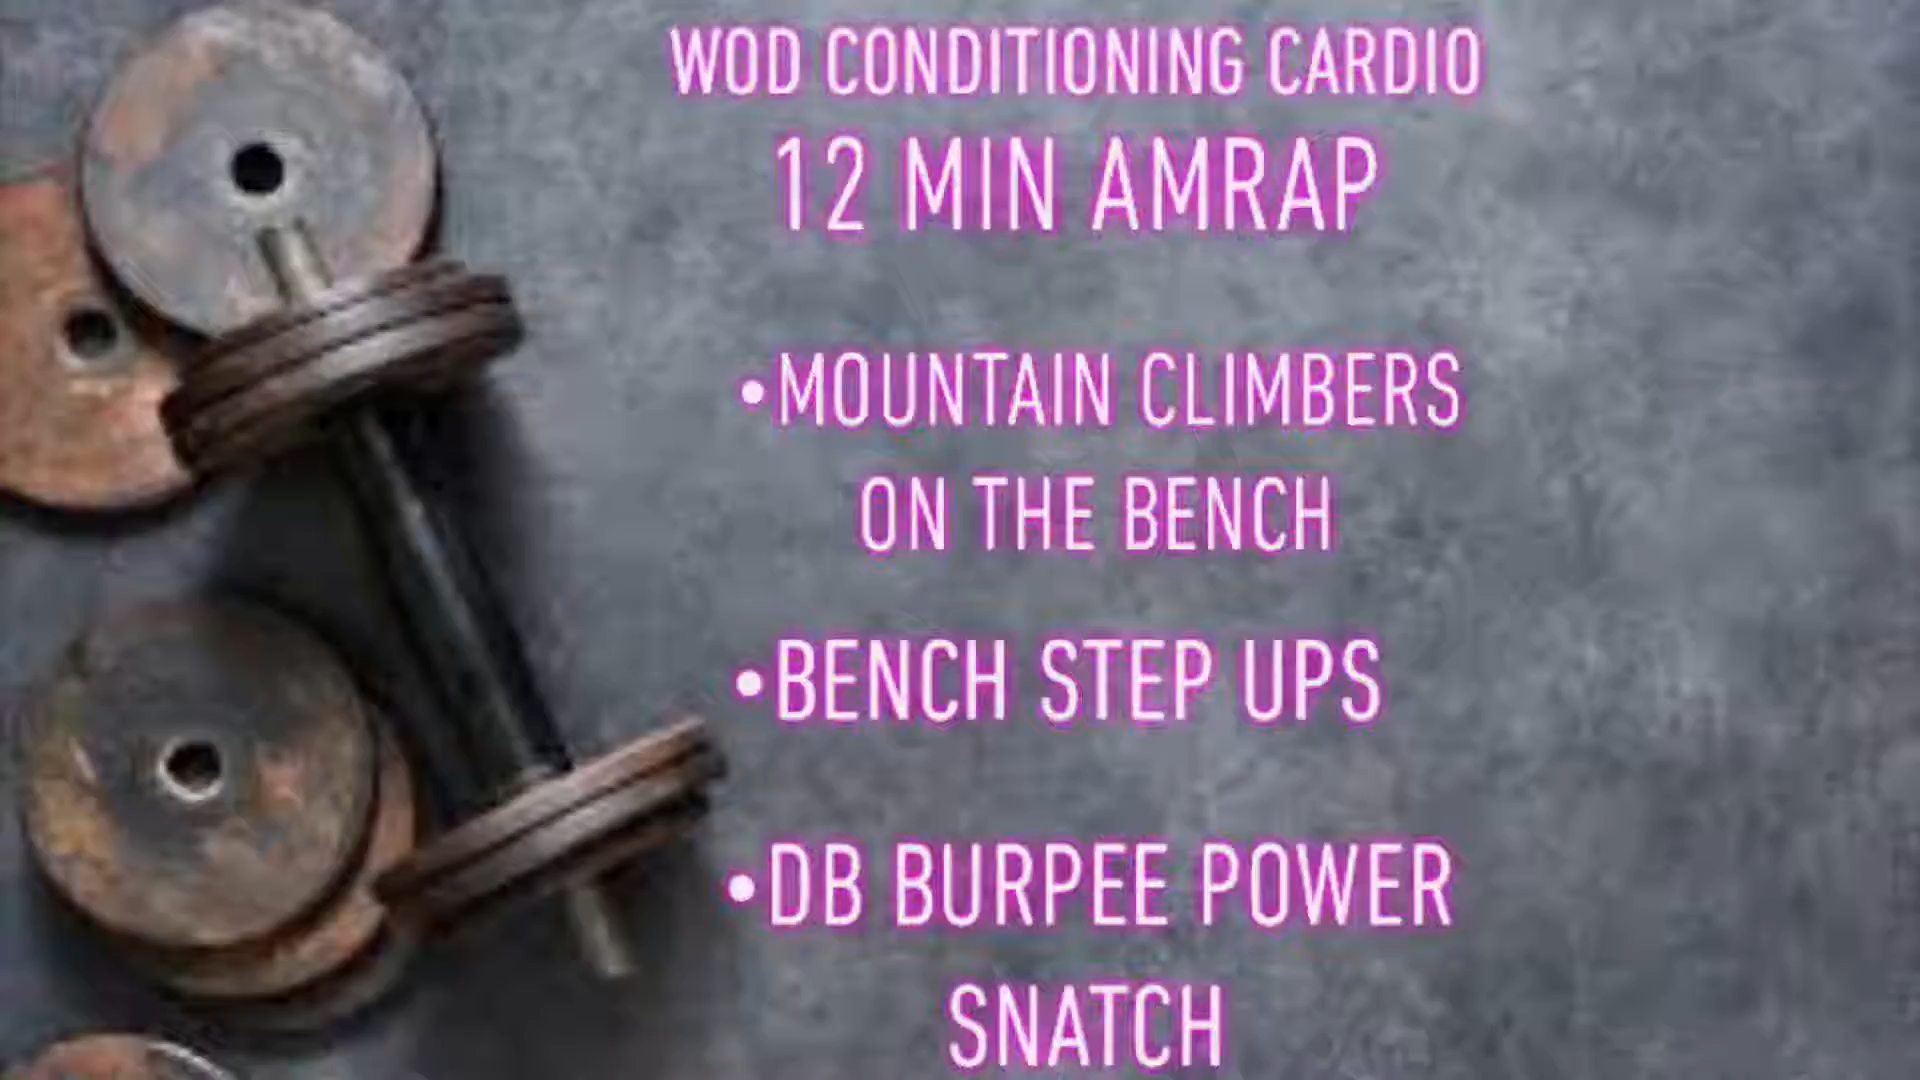 WOD CONDITIONING CARDIO
12 MIN AMRAP
•MOUNTAIN CLIMBERS
ON THE BENCH
•BENCH STEP UPS
•DB BURPEE POWER
SNATCH